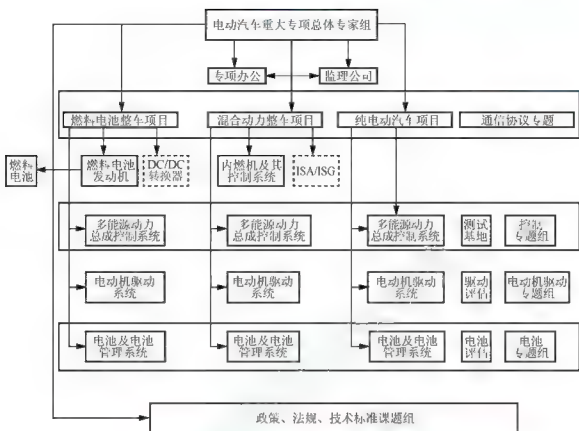 电动汽车重大专项总体专家组
专项办公
监理公司
燃料电池整车项目
混合动力整车项目
纯电动汽车项目
通信协议专题
燃料
电池
燃料电池
发动机
DC/DC
转换器
内燃机及其
控制系统
ISA/ISG
多能源动力
总成控制系统
多能源动力
总成控制系统
多能源动力
总成控制系统
测试
基地
控制
专题组
电动机驱动
系统
电动机驱动
系统
电动机驱动
系统
驱动
评估
电动机驱动
专题组
电池及电池
管理系统
电池及电池
管理系统
电池及电池
管理系统
电池
评估
电池
专题组
政策、法规、技术标准课题组